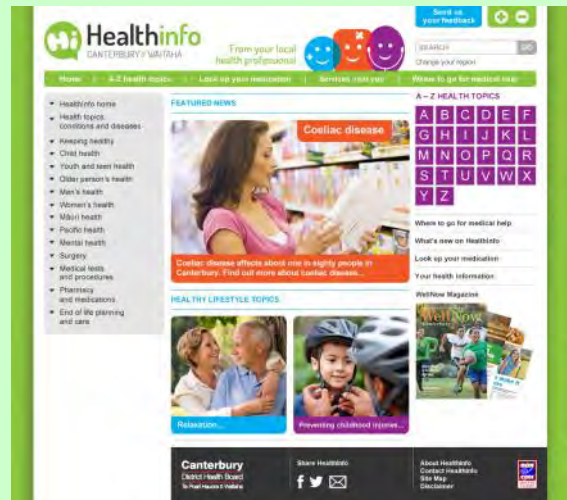 Hi
Healthinfo
CANTERBURY / WAITAHA
From your local
health professional
Send us
your feedback
SEARCH
GO
Change your region
Home
A-Z health topics
Look up your medication
Services near you
Where to go for medical help
Healthinfo home
Health topics,
conditions and diseases
Keeping healthy
Child health
Youth and teen health
Older person's health
Men's health
Women's health
Māori health
Pacific health
Mental health
Surgery
Medical tests
and procedures
Pharmacy
and medications
End of life planning
and care
FEATURED NEWS
Coeliac disease
Coeliac disease affects about one in eighty people in
Canterbury. Find out more about coeliac disease...
HEALTHY LIFESTYLE TOPICS
Relaxation...
Preventing childhood injuries...
A – Z HEALTH TOPICS
A B C D E F
G H I J K L
M N O P Q R
S T U V W X
Y Z
Where to go for medical help
What's new on Healthinfo
Look up your medication
Your health information
WellNow Magazine
WellNow
Canterbury
District Health Board
Te Poari Hauora ō Waitaha
Share Healthinfo
About Healthinfo
Contact Healthinfo
Site Map
Disclaimer